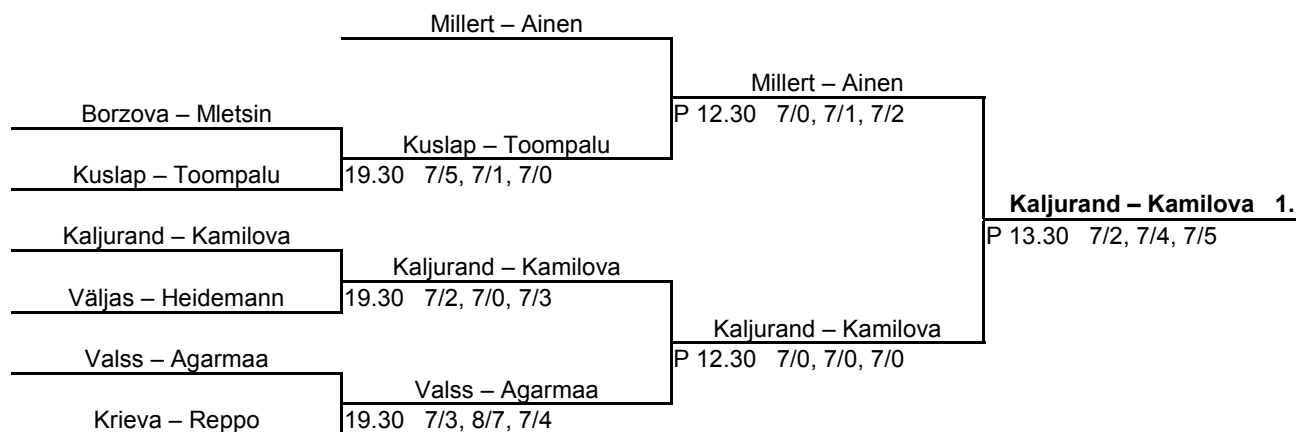 Millert – Ainen
Millert – Ainen
Borzova – Mletsin
P 12.30 7/0, 7/1, 7/2
Kuslap – Toompalu
Kuslap – Toompalu
19.30 7/5, 7/1, 7/0
Kaljurand – Kamilova 1.
Kaljurand – Kamilova
P 13.30 7/2, 7/4, 7/5
Kaljurand – Kamilova
Väljas – Heidemann
19.30 7/2, 7/0, 7/3
Kaljurand – Kamilova
Valss – Agarmaa
P 12.30 7/0, 7/0, 7/0
Valss – Agarmaa
Krieva – Reppo
19.30 7/3, 8/7, 7/4